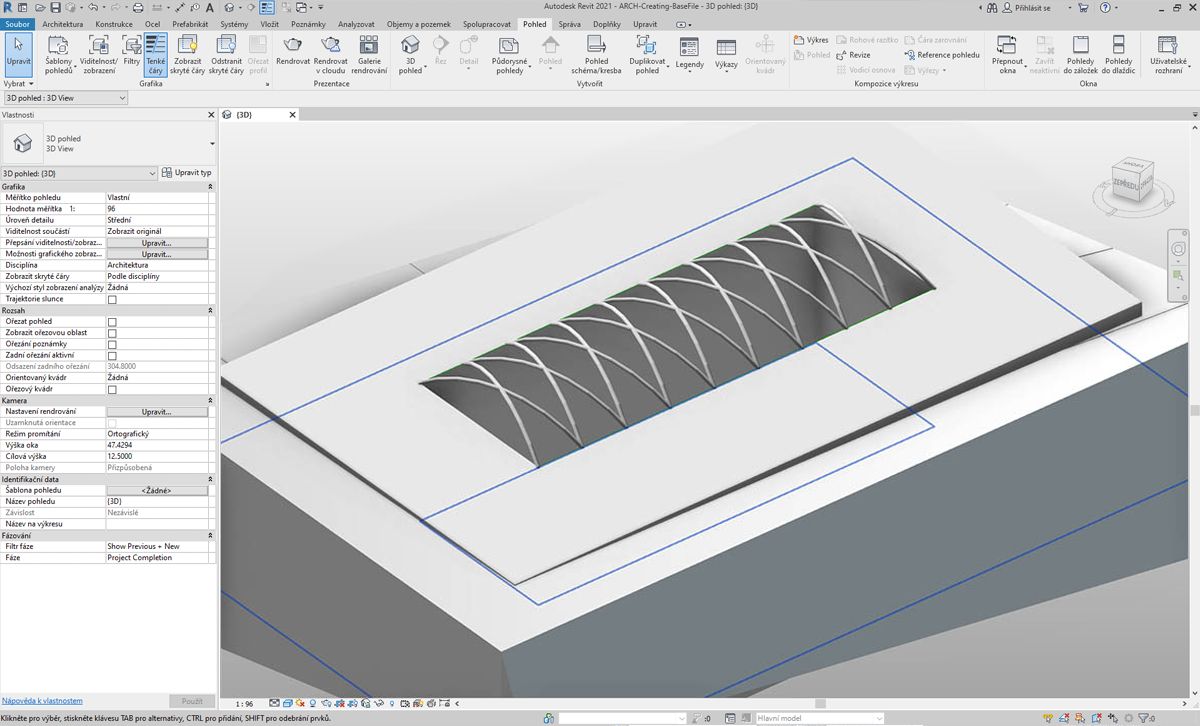 Autodesk Revit 2021 - ARCH-Creating-BaseFile - 3D pohled: {3D}
Přihlásit se
Soubor Architektura Konstrukce Ocel Prefabrikát Systémy Vložit Poznámky Analyzovat Objemy a pozemek Spolupracovat Pohled Správa Doplňky Upravit
Upravit
Šablony pohledů
Viditelnost/ zobrazení
Filtry
Tenké čáry
Zobrazit skryté čáry
Odstranit skryté čáry
Ořezat profil
Rendrovat
Rendrovat v cloudu
Galerie rendrování
3D pohled
Řez
Detail
Půdorysné pohledy
Pohled
Pohled schéma/kresba
Duplikovat pohled
Legendy
Výkazy
Orientovaný kvádr
Výkres
Rohové razítko
Čára zarovnání
Pohled
Revize
Reference pohledu
Vodicí osnova
Výřezy
Přepnout okna
Zavřít neaktivní
Pohledy do záložek
Pohledy do dlaždic
Uživatelské rozhraní
Vybrat
Grafika
Prezentace
Vytvořit
Kompozice výkresu
Okna
3D pohled : 3D View
Vlastnosti
{3D}
3D pohled
3D View
3D pohled: {3D}
Upravit typ
Grafika
Měřítko pohledu Vlastní
Hodnota měřítka 1: 96
Úroveň detailu Střední
Viditelnost součástí Zobrazit originál
Přepsání viditelnosti/zobraz... Upravit...
Možnosti grafického zobraz... Upravit...
Disciplína Architektura
Zobrazit skryté čáry Podle disciplíny
Výchozí styl zobrazení analýzy Žádná
Trajektorie slunce
Rozsah
Ořezat pohled
Zobrazit ořezovou oblast
Ořezání poznámky
Zadní ořezání aktivní
Odsazení zadního ořezání 304.8000
Orientovaný kvádr Žádná
Ořezový kvádr
Kamera
Nastavení rendrování Upravit...
Uzamknutá orientace
Režim promítání Ortografický
Výška oka 47.4294
Cílová výška 12.5000
Poloha kamery Přizpůsobená
Identifikační data
Šablona pohledu <Žádné>
Název pohledu {3D}
Závislost Nezávislé
Název na výkresu
Fázování
Filtr fáze Show Previous + New
Fáze Project Completion
ZEPŘEDU
Nápověda k vlastnostem
Použít
1 : 96
Klikněte pro výběr, stiskněte klávesu TAB pro alternativy, CTRL pro přidání, SHIFT pro odebrání prvků.
:0
Hlavní model
:0